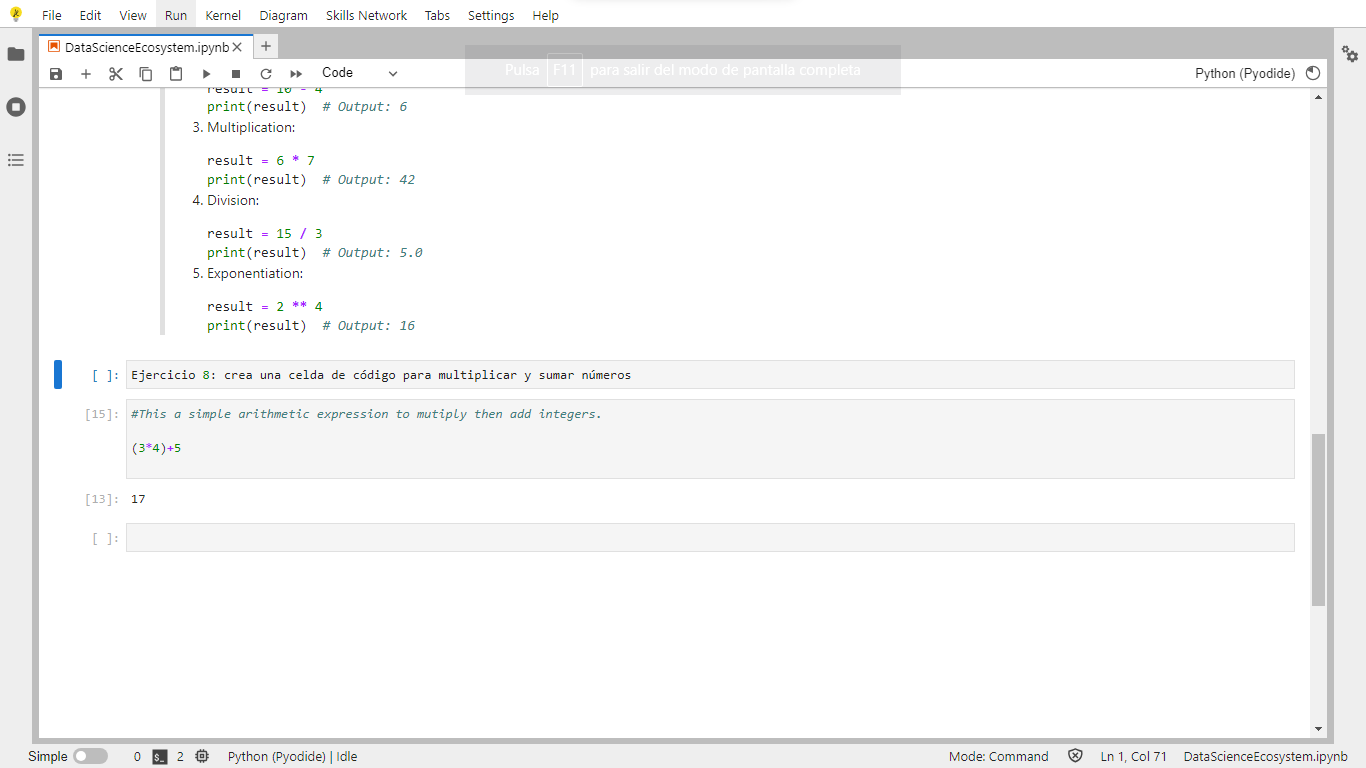 File Edit View Run Kernel Diagram Skills Network Tabs Settings Help
DataScienceEcosystem.ipynb
Code
Pulsa F11 para salir del modo de pantalla completa
Python (Pyodide)
result = 10 - 4
print(result)  # Output: 6
3. Multiplication:
result = 6 * 7
print(result)  # Output: 42
4. Division:
result = 15 / 3
print(result)  # Output: 5.0
5. Exponentiation:
result = 2 ** 4
print(result)  # Output: 16
[ ]: Ejercicio 8: crea una celda de código para multiplicar y sumar números
[15]: #This a simple arithmetic expression to mutiply then add integers.
(3*4)+5
[13]: 17
[ ]:
Simple 0 2 Python (Pyodide) | Idle Mode: Command Ln 1, Col 71 DataScienceEcosystem.ipynb